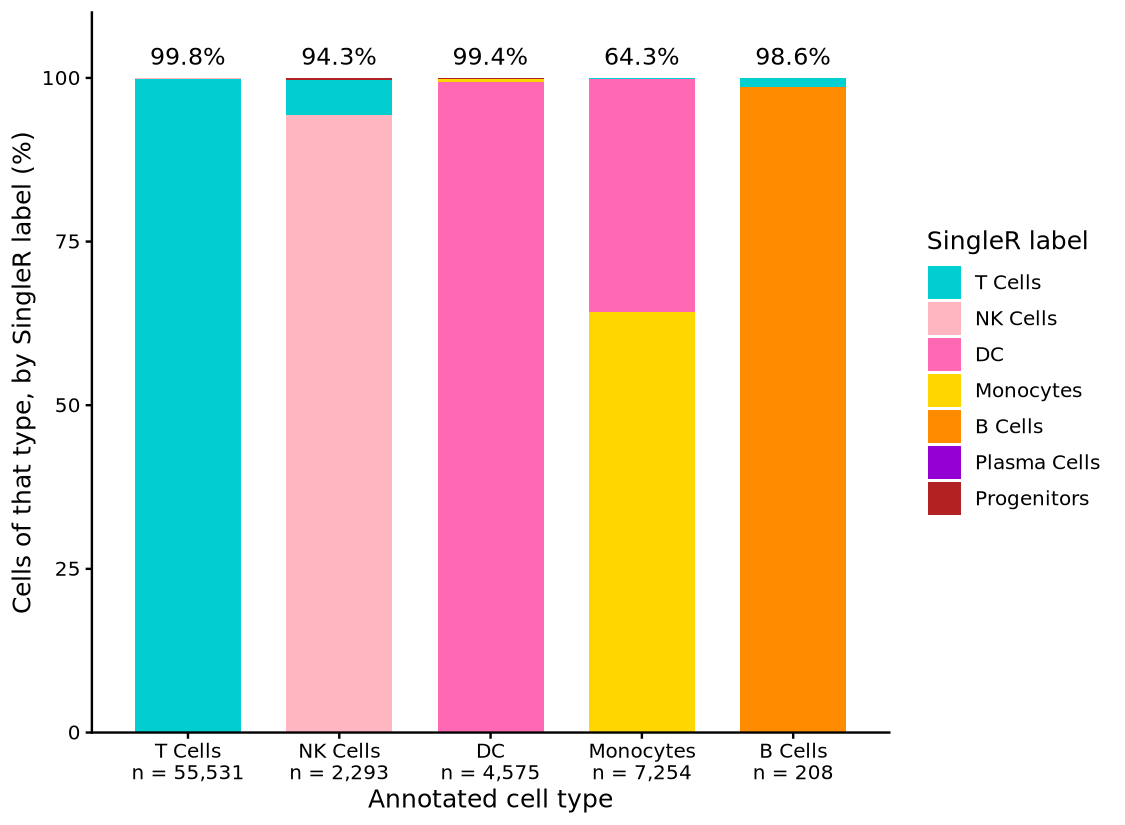 99.8%
94.3%
99.4%
64.3%
98.6%
Cells of that type, by SingleR label (%)
100
75
50
25
0
T Cells
n = 55,531
NK Cells
n = 2,293
DC
n = 4,575
Monocytes
n = 7,254
B Cells
n = 208
Annotated cell type
SingleR label
T Cells
NK Cells
DC
Monocytes
B Cells
Plasma Cells
Progenitors